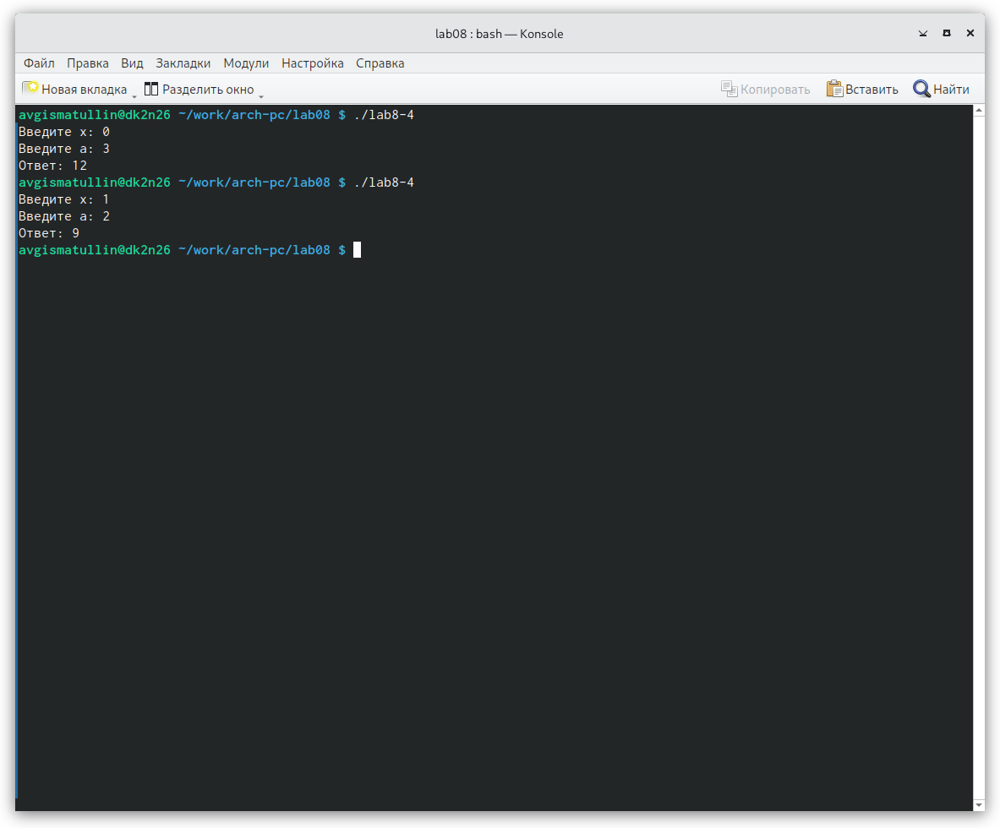 lab08 : bash — Konsole
Файл Правка Вид Закладки Модули Настройка Справка
Новая вкладка Разделить окно Копировать Вставить Найти
avgismatullin@dk2n26 ~/work/arch-pc/lab08 $ ./lab8-4
Введите x: 0
Введите a: 3
Ответ: 12
avgismatullin@dk2n26 ~/work/arch-pc/lab08 $ ./lab8-4
Введите x: 1
Введите a: 2
Ответ: 9
avgismatullin@dk2n26 ~/work/arch-pc/lab08 $